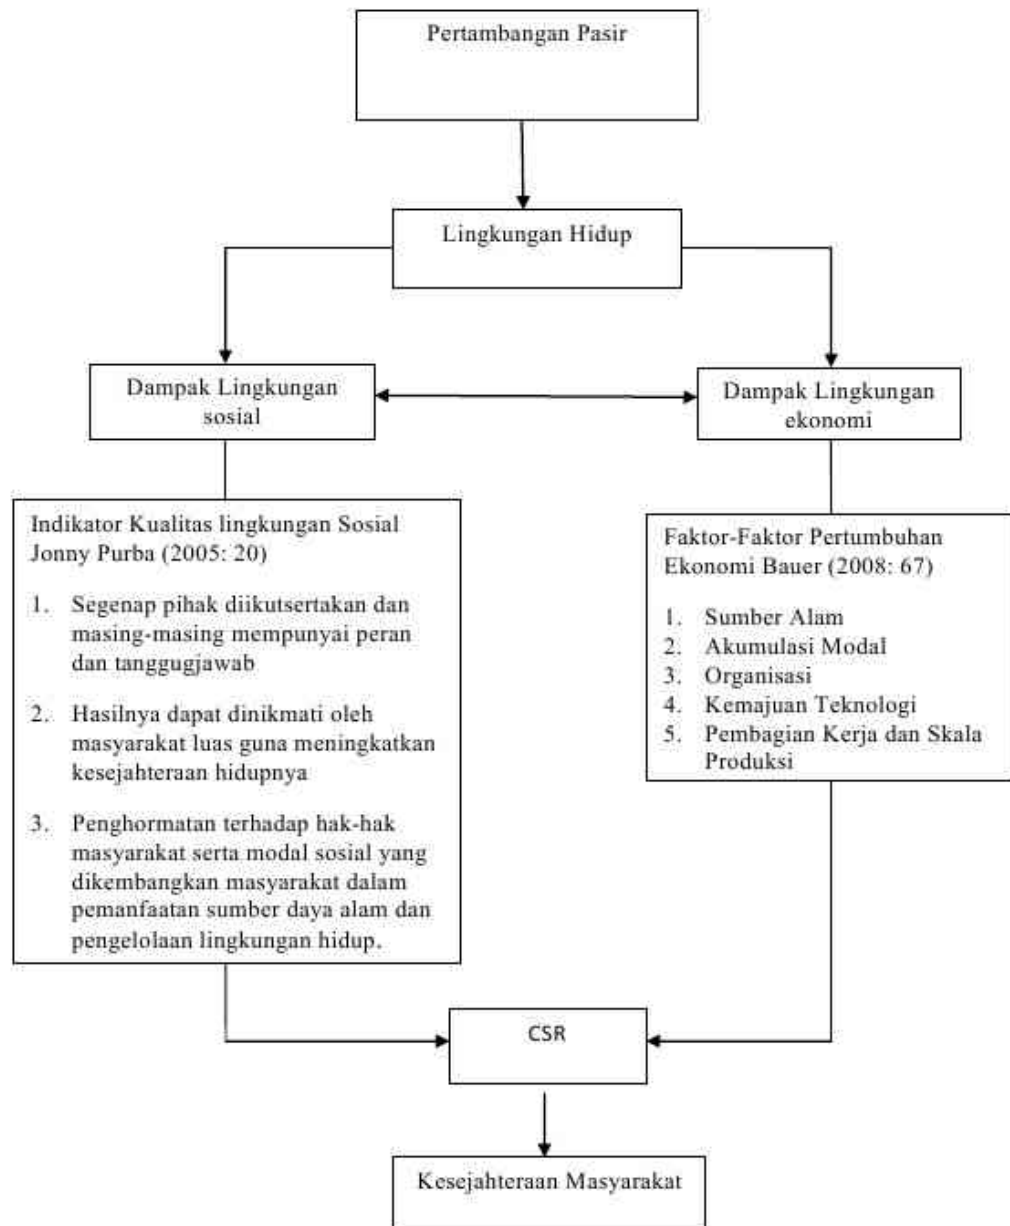 Pertambangan Pasir
Lingkungan Hidup
Dampak Lingkungan
sosial
Dampak Lingkungan
ekonomi
Indikator Kualitas lingkungan Sosial
Jonny Purba (2005: 20)
1. Segenap pihak diikutsertakan dan
masing-masing mempunyai peran
dan tanggugjawab
2. Hasilnya dapat dinikmati oleh
masyarakat luas guna meningkatkan
kesejahteraan hidupnya
3. Penghormatan terhadap hak-hak
masyarakat serta modal sosial yang
dikembangkan masyarakat dalam
pemanfaatan sumber daya alam dan
pengelolaan lingkungan hidup.
Faktor-Faktor Pertumbuhan
Ekonomi Bauer (2008: 67)
1. Sumber Alam
2. Akumulasi Modal
3. Organisasi
4. Kemajuan Teknologi
5. Pembagian Kerja dan Skala
Produksi
CSR
Kesejahteraan Masyarakat